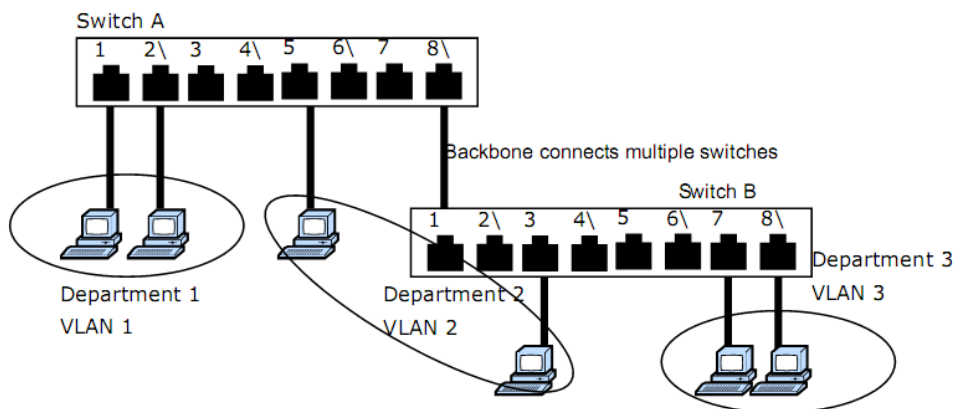 Switch A
1 2\ 3 4\ 5 6\ 7 8\
Backbone connects multiple switches
Switch B
1 2\ 3 4\ 5 6\ 7 8\
Department 1
VLAN 1
Department 2
VLAN 2
Department 3
VLAN 3